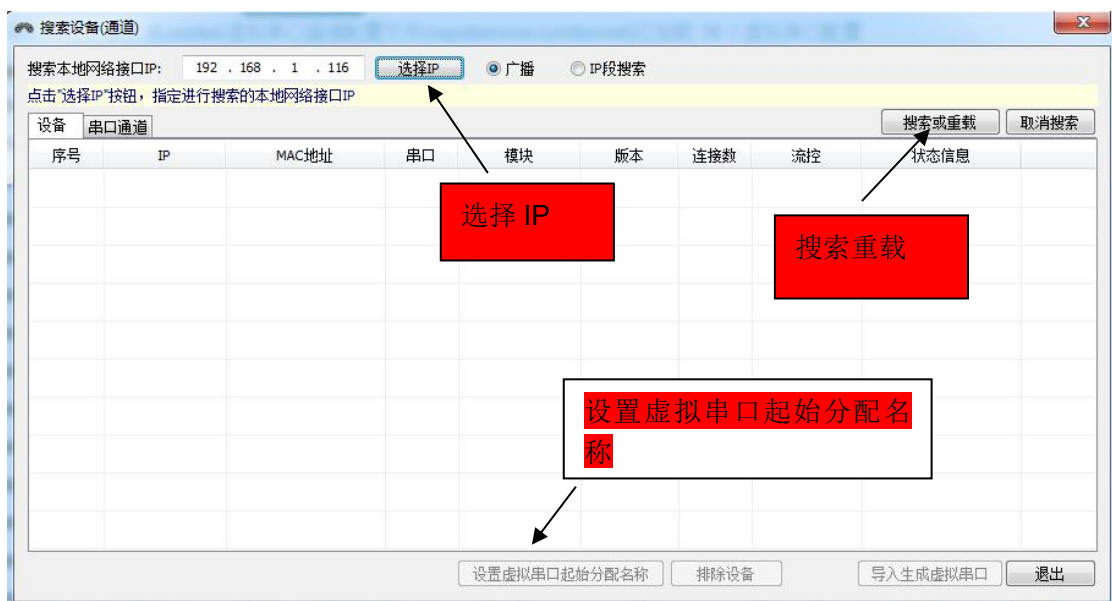 搜索设备(通道)
搜索本地网络接口IP: 192 . 168 . 1 . 116 选择IP 广播 IP段搜索
点击"选择IP"按钮，指定进行搜索的本地网络接口IP
设备 串口通道 搜索或重载 取消搜索
序号 IP MAC地址 串口 模块 版本 连接数 流控 状态信息
选择 IP
搜索重载
设置虚拟串口起始分配名
称
设置虚拟串口起始分配名称 排除设备 导入生成虚拟串口 退出